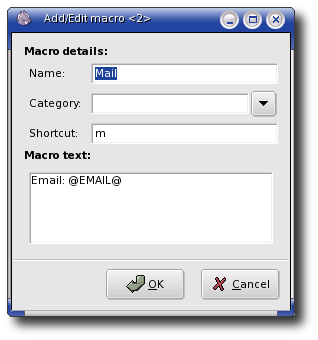 Add/Edit macro <2>
Macro details:
Name: Mail
Category:
Shortcut: m
Macro text:
Email: @EMAIL@
OK Cancel